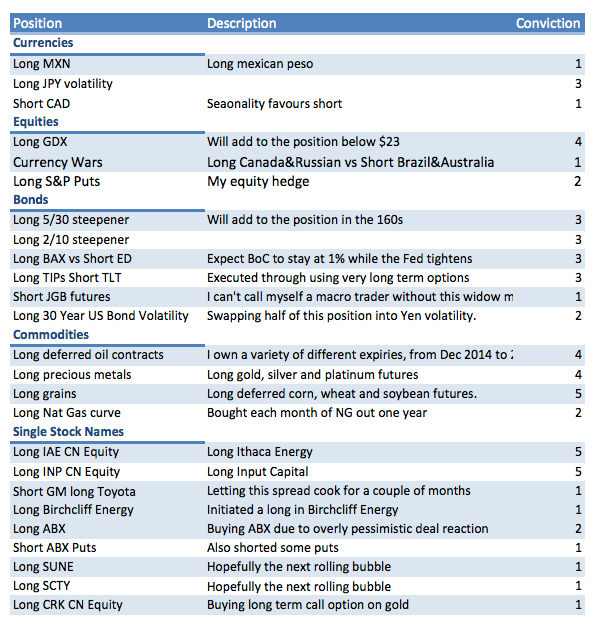 Position Description Conviction
Currencies
Long MXN Long mexican peso 1
Long JPY volatility 3
Short CAD Seaonality favours short 1
Equities
Long GDX Will add to the position below $23 4
Currency Wars Long Canada&Russian vs Short Brazil&Australia 1
Long S&P Puts My equity hedge 2
Bonds
Long 5/30 steepener Will add to the position in the 160s 3
Long 2/10 steepener 3
Long BAX vs Short ED Expect BoC to stay at 1% while the Fed tightens 3
Long TIPs Short TLT Executed through using very long term options 3
Short JGB futures I can't call myself a macro trader without this widow m 1
Long 30 Year US Bond Volatility Swapping half of this position into Yen volatility. 2
Commodities
Long deferred oil contracts I own a variety of different expiries, from Dec 2014 to 4
Long precious metals Long gold, silver and platinum futures 4
Long grains Long deferred corn, wheat and soybean futures. 5
Long Nat Gas curve Bought each month of NG out one year 2
Single Stock Names
Long IAE CN Equity Long Ithaca Energy 5
Long INP CN Equity Long Input Capital 5
Short GM long Toyota Letting this spread cook for a couple of months 1
Long Birchcliff Energy Initiated a long in Birchcliff Energy 1
Long ABX Buying ABX due to overly pessimistic deal reaction 2
Short ABX Puts Also shorted some puts 1
Long SUNE Hopefully the next rolling bubble 1
Long SCTY Hopefully the next rolling bubble 1
Long CRK CN Equity Buying long term call option on gold 1